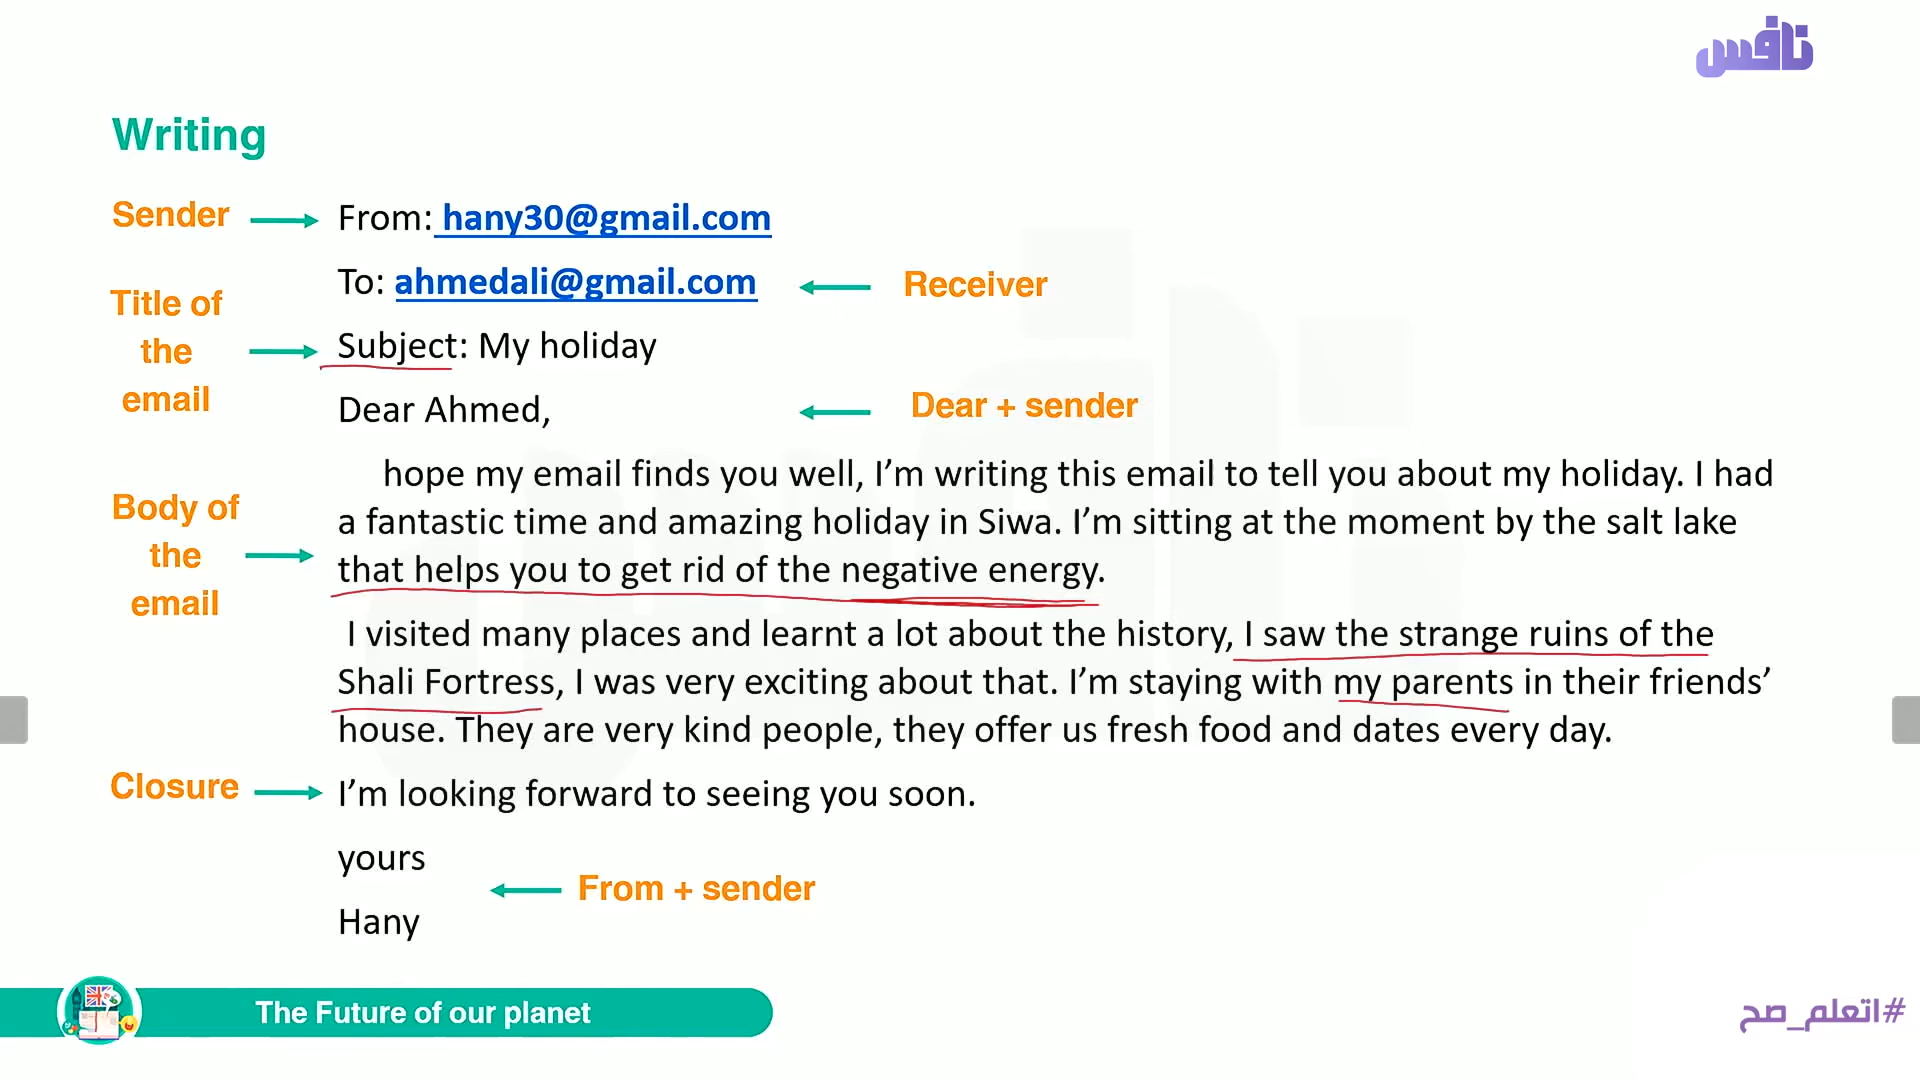 نافس
Writing
Sender
From: hany30@gmail.com
To: ahmedali@gmail.com
Receiver
Title of
the
email
Subject: My holiday
Dear Ahmed,
Dear + sender
Body of
the
email
hope my email finds you well, I’m writing this email to tell you about my holiday. I had
a fantastic time and amazing holiday in Siwa. I’m sitting at the moment by the salt lake
that helps you to get rid of the negative energy.
I visited many places and learnt a lot about the history, I saw the strange ruins of the
Shali Fortress, I was very exciting about that. I’m staying with my parents in their friends’
house. They are very kind people, they offer us fresh food and dates every day.
Closure
I’m looking forward to seeing you soon.
yours
From + sender
Hany
The Future of our planet
#اتعلم_صح